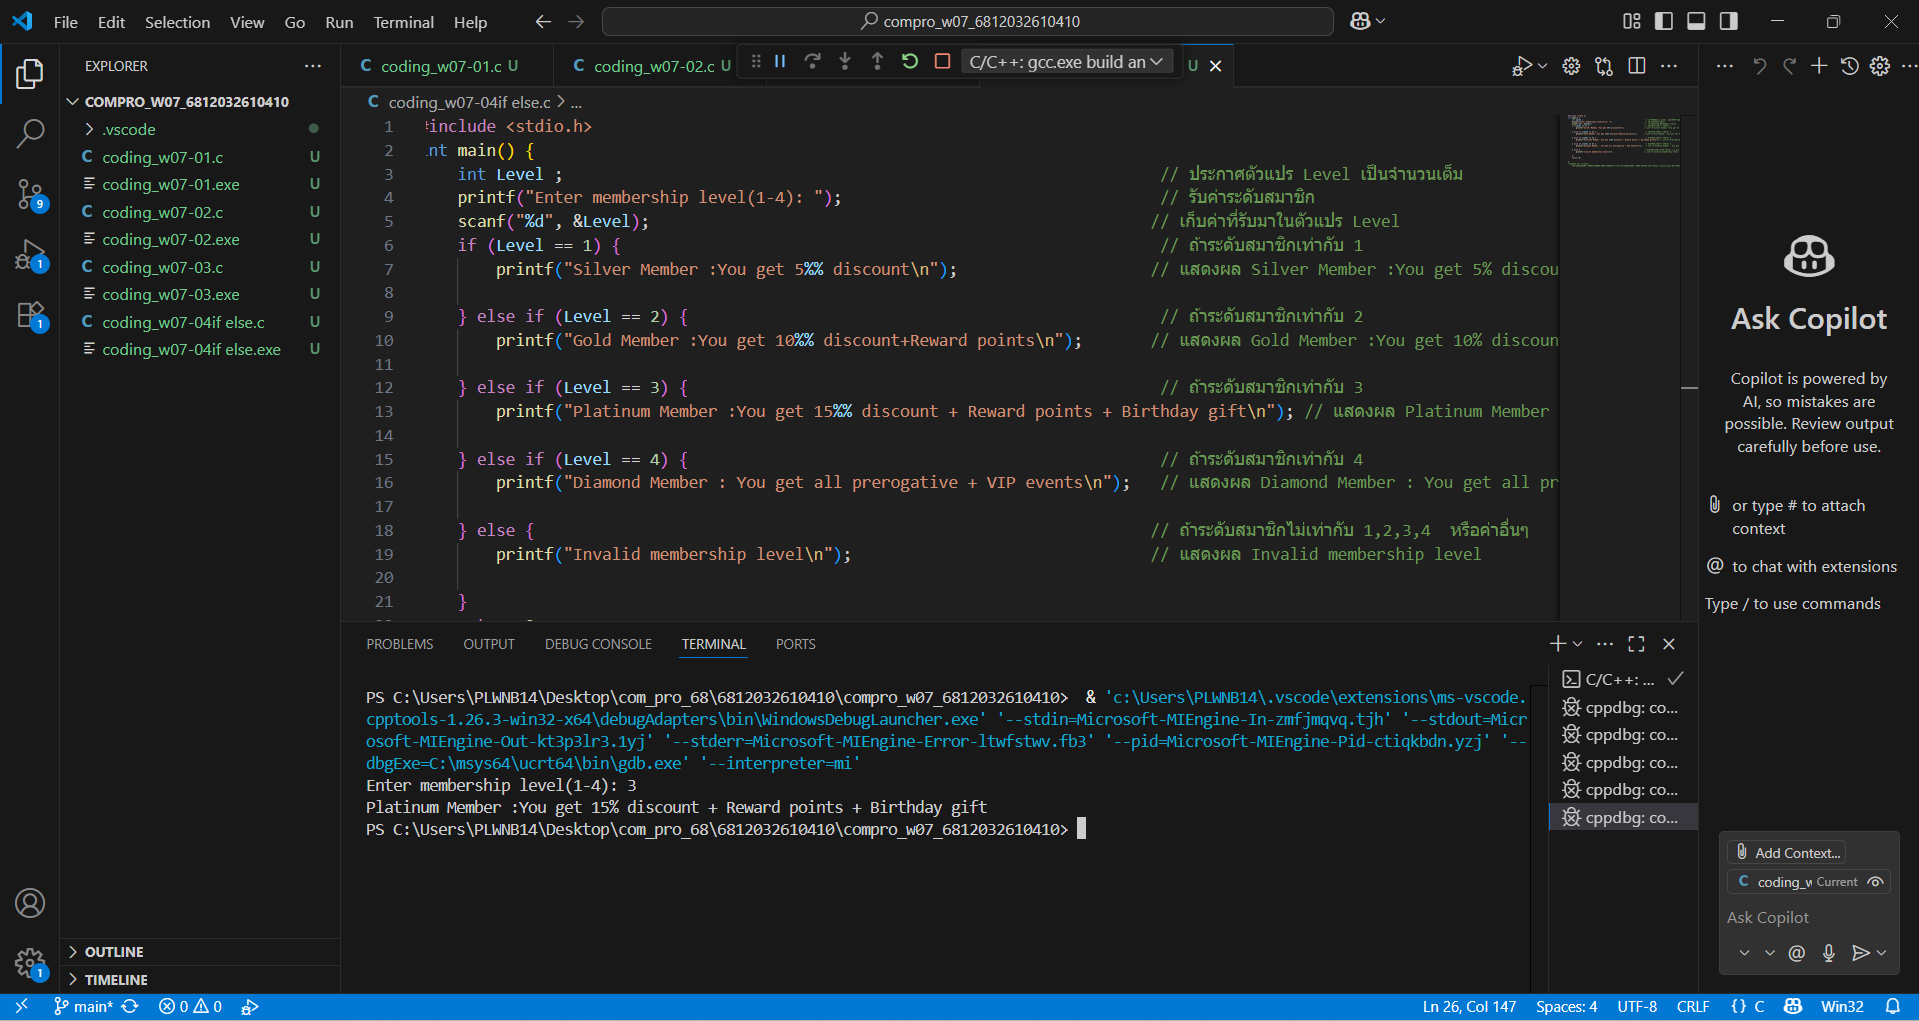 File Edit Selection View Go Run Terminal Help
compro_w07_6812032610410
EXPLORER
COMPRO_W07_6812032610410
.vscode
C coding_w07-01.c U
coding_w07-01.exe U
C coding_w07-02.c U
coding_w07-02.exe U
C coding_w07-03.c U
coding_w07-03.exe U
C coding_w07-04if else.c U
coding_w07-04if else.exe U
OUTLINE
TIMELINE
9
1
1
1
C coding_w07-01.c U
C coding_w07-02.c U
C/C++: gcc.exe build an
U
C coding_w07-04if else.c > ...
1 #include <stdio.h>
2 int main() {
3 int Level ; // ประกาศตัวแปร Level เป็นจำนวนเต็ม
4 printf("Enter membership level(1-4): "); // รับค่าระดับสมาชิก
5 scanf("%d", &Level); // เก็บค่าที่รับมาในตัวแปร Level
6 if (Level == 1) { // ถ้าระดับสมาชิกเท่ากับ 1
7 printf("Silver Member :You get 5%% discount\n"); // แสดงผล Silver Member :You get 5% discou
8
9 } else if (Level == 2) { // ถ้าระดับสมาชิกเท่ากับ 2
10 printf("Gold Member :You get 10%% discount+Reward points\n"); // แสดงผล Gold Member :You get 10% discoun
11
12 } else if (Level == 3) { // ถ้าระดับสมาชิกเท่ากับ 3
13 printf("Platinum Member :You get 15%% discount + Reward points + Birthday gift\n"); // แสดงผล Platinum Member
14
15 } else if (Level == 4) { // ถ้าระดับสมาชิกเท่ากับ 4
16 printf("Diamond Member : You get all prerogative + VIP events\n"); // แสดงผล Diamond Member : You get all pr
17
18 } else { // ถ้าระดับสมาชิกไม่เท่ากับ 1,2,3,4 หรือค่าอื่นๆ
19 printf("Invalid membership level\n"); // แสดงผล Invalid membership level
20
21 }
PROBLEMS OUTPUT DEBUG CONSOLE TERMINAL PORTS
PS C:\Users\PLWNB14\Desktop\com_pro_68\6812032610410\compro_w07_6812032610410> & 'c:\Users\PLWNB14\.vscode\extensions\ms-vscode.
cpptools-1.26.3-win32-x64\debugAdapters\bin\WindowsDebugLauncher.exe' '--stdin=Microsoft-MIEngine-In-zmfjmqvq.tjh' '--stdout=Micr
osoft-MIEngine-Out-kt3p3lr3.1yj' '--stderr=Microsoft-MIEngine-Error-ltwfstwv.fb3' '--pid=Microsoft-MIEngine-Pid-ctiqkbdn.yzj' '--
dbgExe=C:\msys64\ucrt64\bin\gdb.exe' '--interpreter=mi'
Enter membership level(1-4): 3
Platinum Member :You get 15% discount + Reward points + Birthday gift
PS C:\Users\PLWNB14\Desktop\com_pro_68\6812032610410\compro_w07_6812032610410>
C/C++: ...
cppdbg: co...
cppdbg: co...
cppdbg: co...
cppdbg: co...
cppdbg: co...
Ask Copilot
Copilot is powered by
AI, so mistakes are
possible. Review output
carefully before use.
or type # to attach
context
@ to chat with extensions
Type / to use commands
Add Context...
C coding_w Current
Ask Copilot
@
main* 0 0
Ln 26, Col 147 Spaces: 4 UTF-8 CRLF {} C Win32